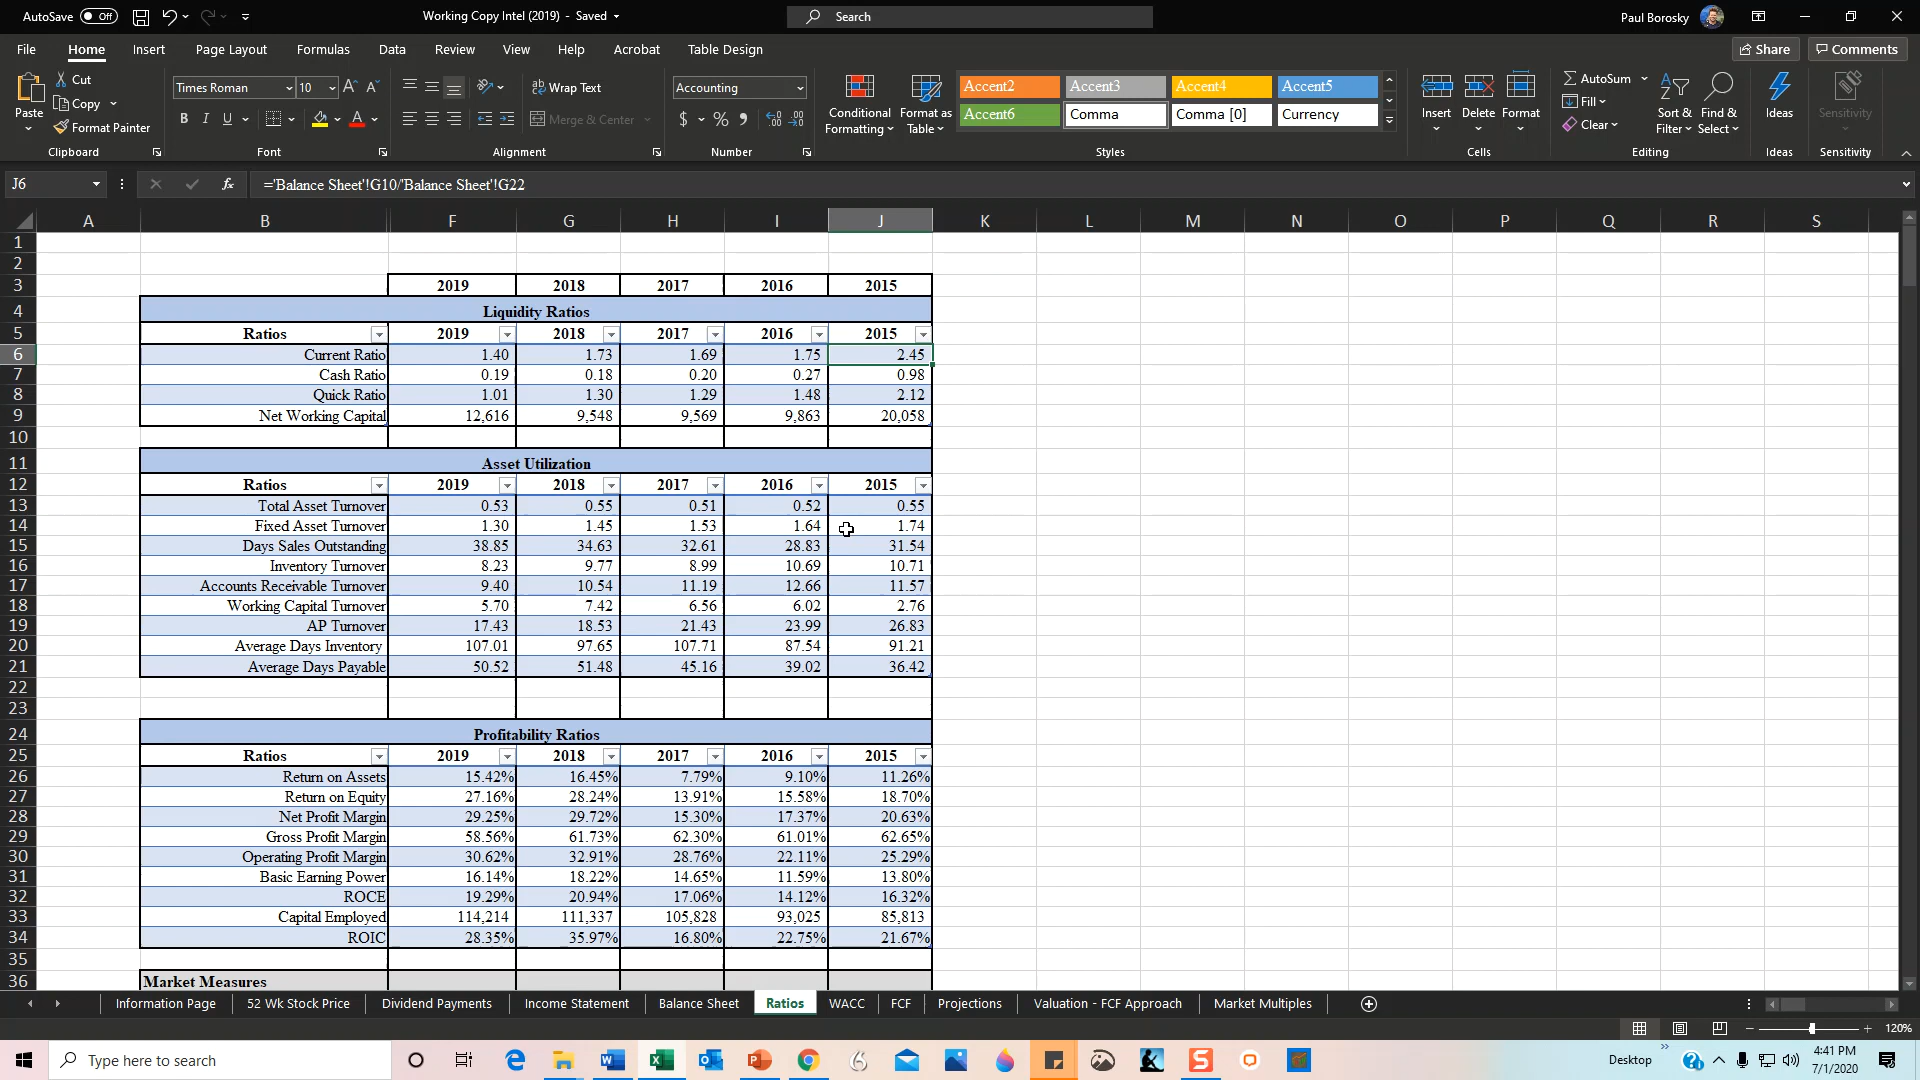 AutoSave Off Working Copy Intel (2019) - Saved Search Paul Borosky
File Home Insert Page Layout Formulas Data Review View Help Acrobat Table Design Share Comments
Paste Cut Copy Format Painter
Times Roman 10
B I U
Wrap Text
Merge & Center
Accounting
$ % 9
Conditional Formatting Format as Table
Accent2 Accent3 Accent4 Accent5
Accent6 Comma Comma [0] Currency
Insert Delete Format
AutoSum Fill Clear
Sort & Filter Find & Select
Ideas Sensitivity
Clipboard Font Alignment Number Styles Cells Editing Ideas Sensitivity
J6 fx ='Balance Sheet'!G10/'Balance Sheet'!G22
A B F G H I J K L M N O P Q R S
1
2
3 2019 2018 2017 2016 2015
4 Liquidity Ratios
5 Ratios 2019 2018 2017 2016 2015
6 Current Ratio 1.40 1.73 1.69 1.75 2.45
7 Cash Ratio 0.19 0.18 0.20 0.27 0.98
8 Quick Ratio 1.01 1.30 1.29 1.48 2.12
9 Net Working Capital 12,616 9,548 9,569 9,863 20,058
10
11 Asset Utilization
12 Ratios 2019 2018 2017 2016 2015
13 Total Asset Turnover 0.53 0.55 0.51 0.52 0.55
14 Fixed Asset Turnover 1.30 1.45 1.53 1.64 1.74
15 Days Sales Outstanding 38.85 34.63 32.61 28.83 31.54
16 Inventory Turnover 8.23 9.77 8.99 10.69 10.71
17 Accounts Receivable Turnover 9.40 10.54 11.19 12.66 11.57
18 Working Capital Turnover 5.70 7.42 6.56 6.02 2.76
19 AP Turnover 17.43 18.53 21.43 23.99 26.83
20 Average Days Inventory 107.01 97.65 107.71 87.54 91.21
21 Average Days Payable 50.52 51.48 45.16 39.02 36.42
22
23
24 Profitability Ratios
25 Ratios 2019 2018 2017 2016 2015
26 Return on Assets 15.42% 16.45% 7.79% 9.10% 11.26%
27 Return on Equity 27.16% 28.24% 13.91% 15.58% 18.70%
28 Net Profit Margin 29.25% 29.72% 15.30% 17.37% 20.63%
29 Gross Profit Margin 58.56% 61.73% 62.30% 61.01% 62.65%
30 Operating Profit Margin 30.62% 32.91% 28.76% 22.11% 25.29%
31 Basic Earning Power 16.14% 18.22% 14.65% 11.59% 13.80%
32 ROCE 19.29% 20.94% 17.06% 14.12% 16.32%
33 Capital Employed 114,214 111,337 105,828 93,025 85,813
34 ROIC 28.35% 35.97% 16.80% 22.75% 21.67%
35
36 Market Measures
Information Page 52 Wk Stock Price Dividend Payments Income Statement Balance Sheet Ratios WACC FCF Projections Valuation - FCF Approach Market Multiples
120%
Type here to search Desktop 4:41 PM
7/1/2020